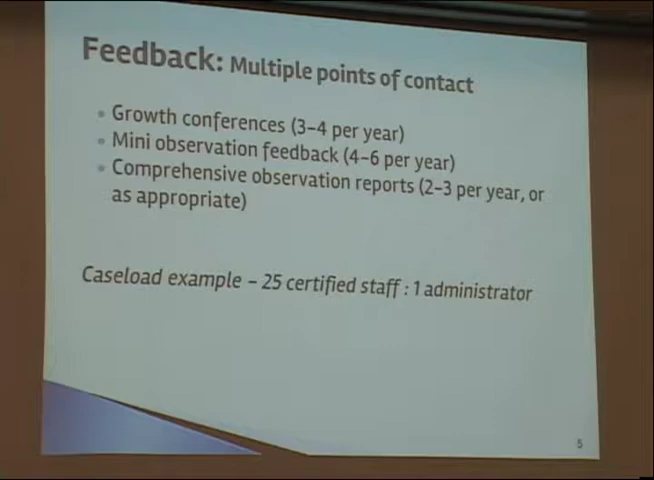 Feedback: Multiple points of contact
Growth conferences (3–4 per year)
Mini observation feedback (4–6 per year)
Comprehensive observation reports (2–3 per year, or
as appropriate)
Caseload example – 25 certified staff : 1 administrator
5